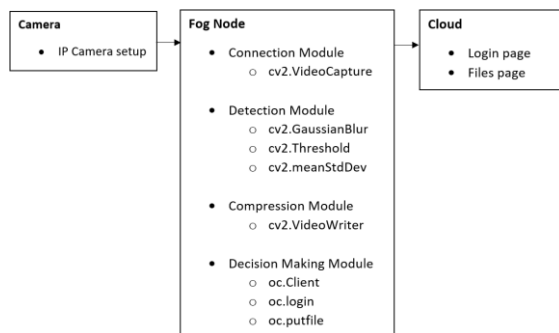 Camera
• IP Camera setup
Fog Node
• Connection Module
o cv2.VideoCapture
• Detection Module
o cv2.GaussianBlur
o cv2.Threshold
o cv2.meanStdDev
• Compression Module
o cv2.VideoWriter
• Decision Making Module
o oc.Client
o oc.login
o oc.putfile
Cloud
• Login page
• Files page